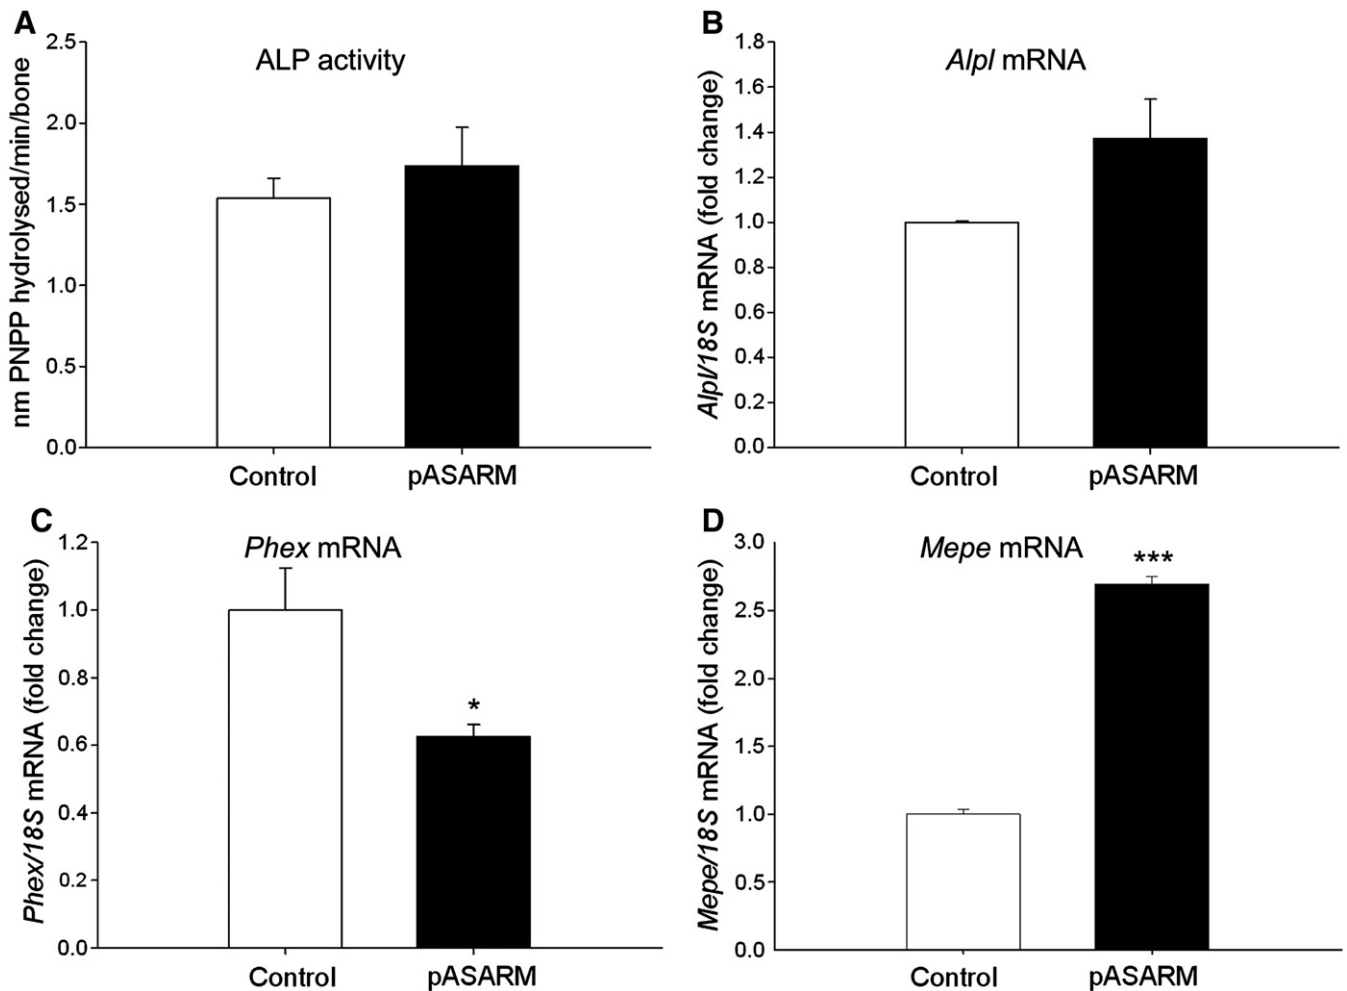 A
ALP activity
nm PNPP hydrolysed/min/bone
2.5
2.0
1.5
1.0
0.5
0.0
Control
pASARM
B
Alpl mRNA
Alpl/18S mRNA (fold change)
1.8
1.6
1.4
1.2
1.0
0.8
0.6
0.4
0.2
0.0
Control
pASARM
C
Phex mRNA
Phex/18S mRNA (fold change)
1.2
1.0
0.8
0.6
0.4
0.2
0.0
*
Control
pASARM
D
Mepe mRNA
Mepe/18S mRNA (fold change)
3.0
2.5
2.0
1.5
1.0
0.5
0.0
***
Control
pASARM